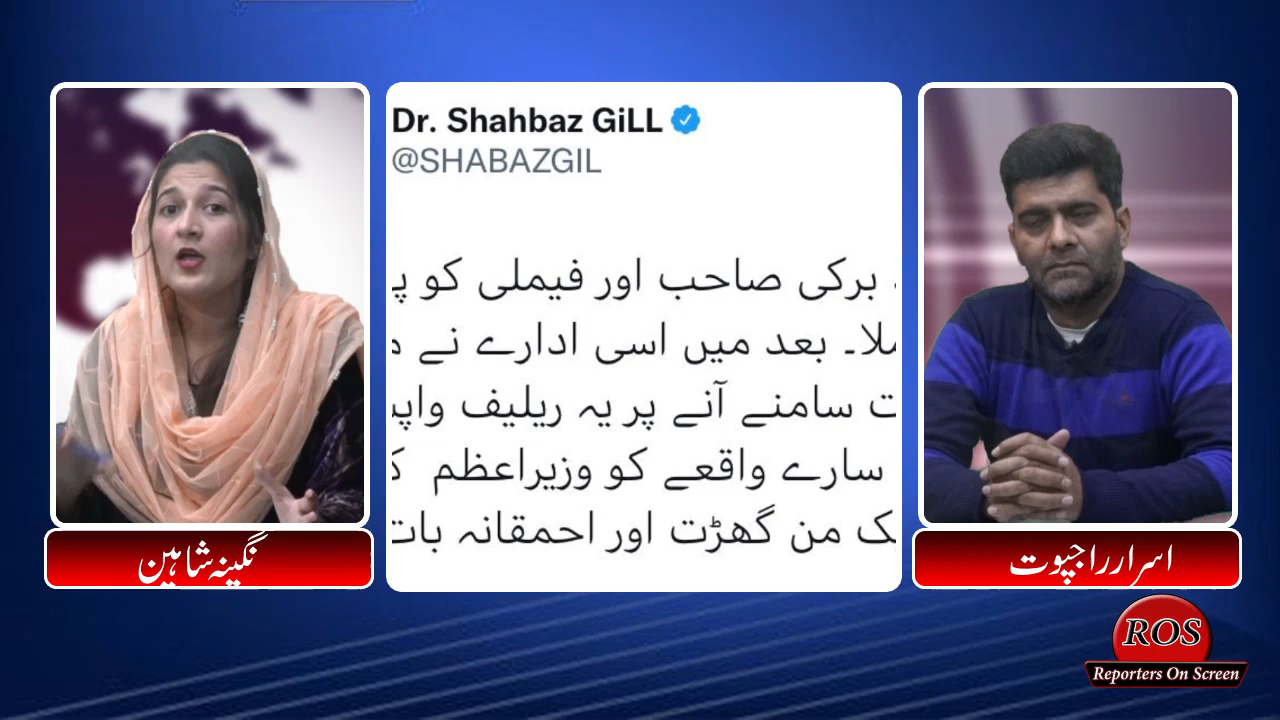 Dr. Shahbaz GiLL
@SHABAZGIL
برکی صاحب اور فیملی کو
ملا۔ بعد میں اسی ادارے نے
سامنے آنے پر یہ ریلیف
سارے واقعے کو وزیراعظم
من گھڑت اور احمقانہ بات
نگینہ شاہین
اسرار راجپوت
ROS
Reporters On Screen